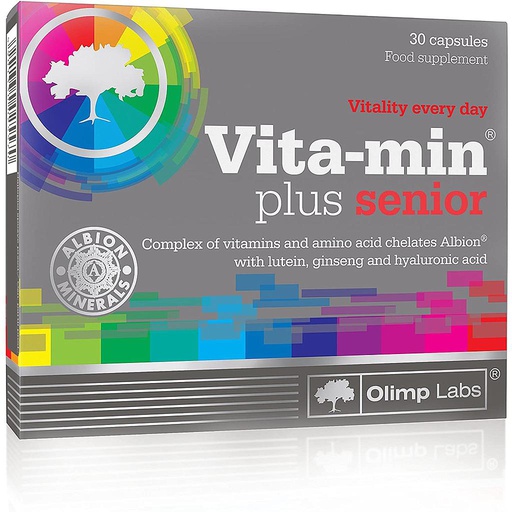 30 capsules
Food supplement
Vitality every day
Vita-min®
plus senior
Complex of vitamins and amino acid chelates Albion®
with lutein, ginseng and hyaluronic acid
ALBION
A
MINERALS
Olimp Labs®